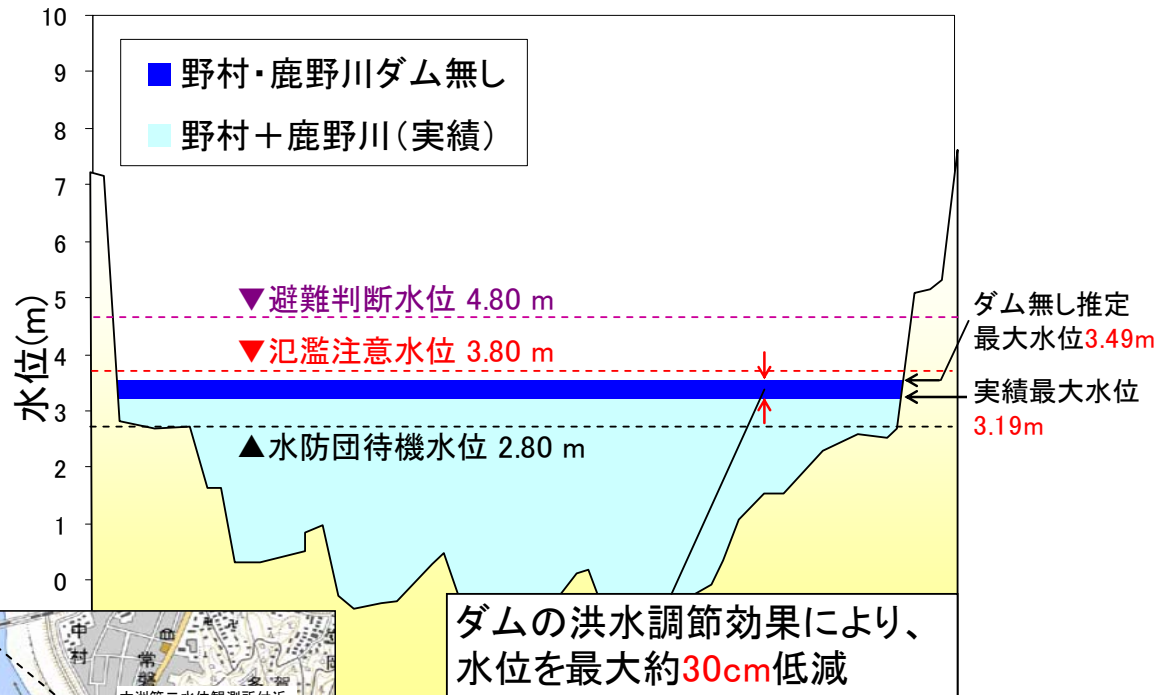 10
9
8
7
6
5
4
3
2
1
0
水位(m)
野村・鹿野川ダム無し
野村＋鹿野川(実績)
▼避難判断水位 4.80 m
▼氾濫注意水位 3.80 m
▲水防団待機水位 2.80 m
ダム無し推定
最大水位3.49m
実績最大水位
3.19m
ダムの洪水調節効果により、
水位を最大約30cm低減
中村
常磐